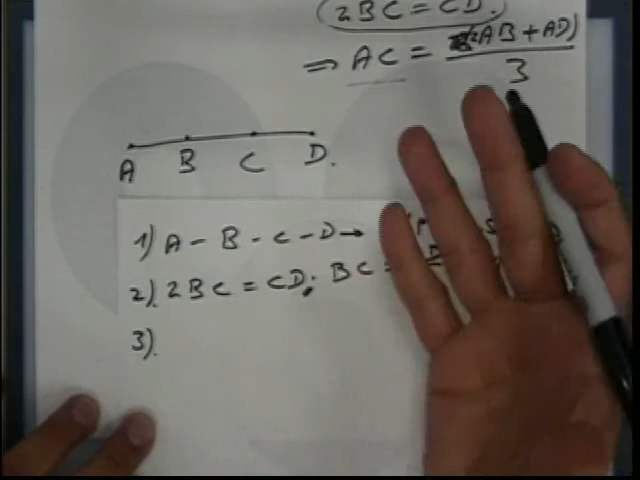 2BC = CD.
⇒ AC = (2AB + AD)
3
A B C D.
1) A - B - C - D →
2). 2BC = CD; BC =
3).